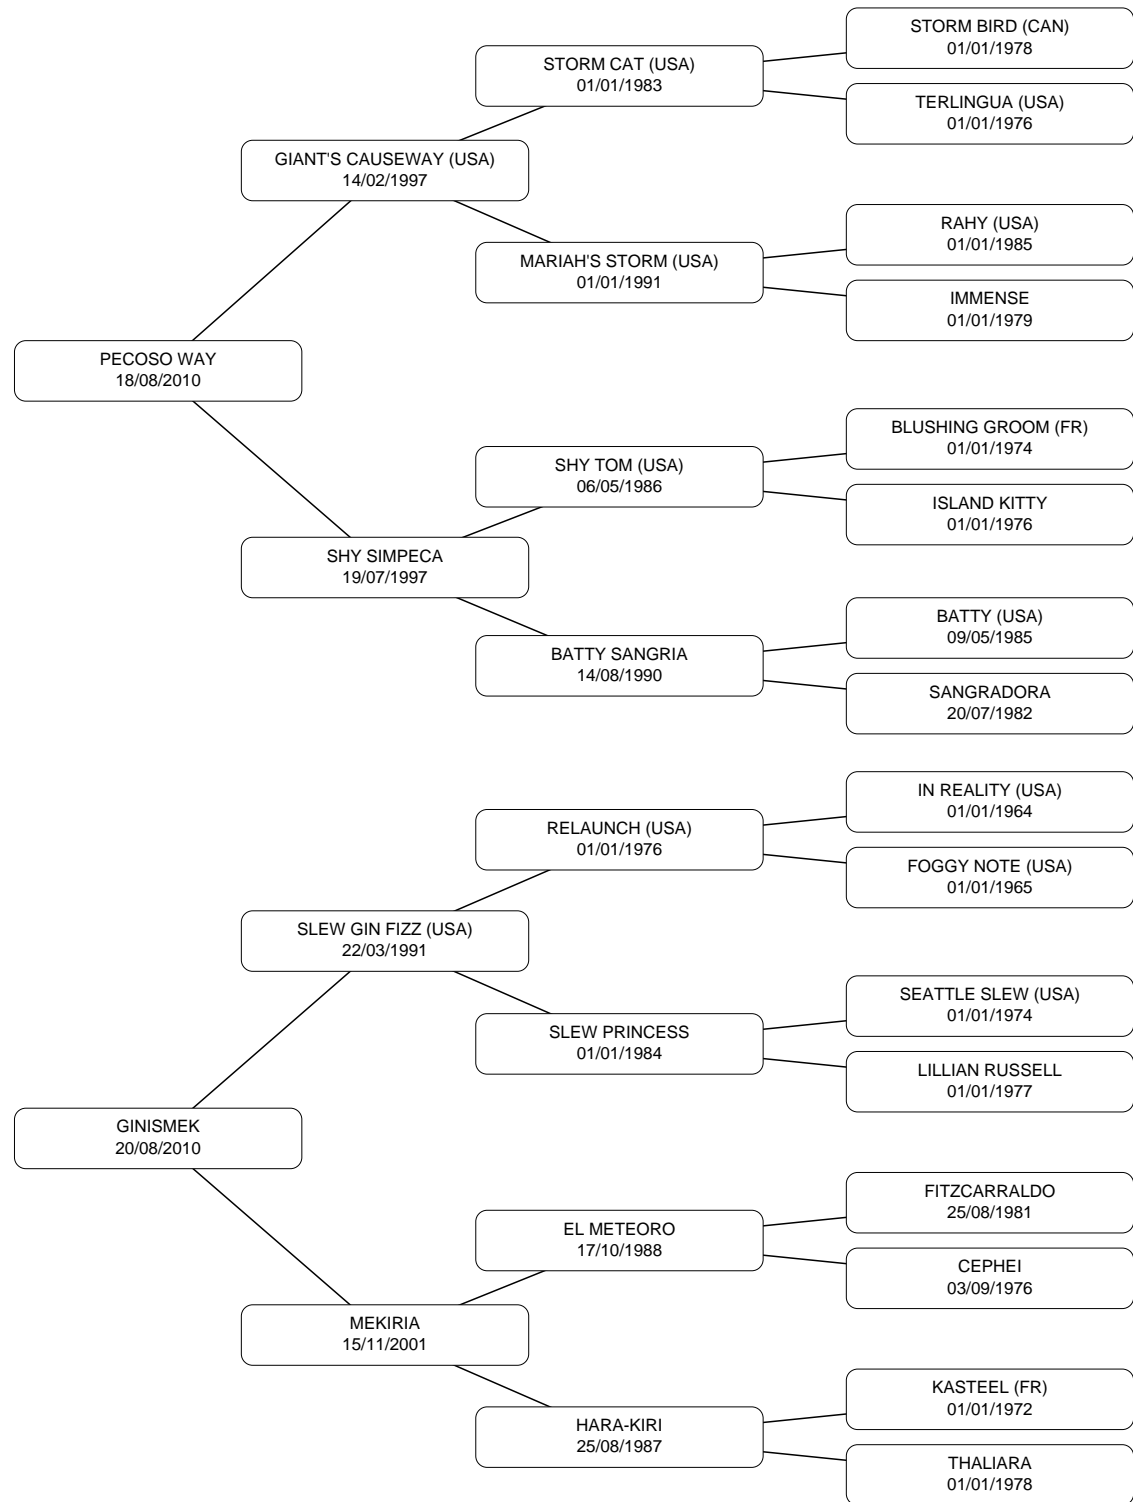 STORM BIRD (CAN)
01/01/1978
STORM CAT (USA)
01/01/1983
TERLINGUA (USA)
01/01/1976
GIANT'S CAUSEWAY (USA)
14/02/1997
RAHY (USA)
01/01/1985
MARIAH'S STORM (USA)
01/01/1991
IMMENSE
01/01/1979
PECOSO WAY
18/08/2010
BLUSHING GROOM (FR)
01/01/1974
SHY TOM (USA)
06/05/1986
ISLAND KITTY
01/01/1976
SHY SIMPECA
19/07/1997
BATTY (USA)
09/05/1985
BATTY SANGRIA
14/08/1990
SANGRADORA
20/07/1982
IN REALITY (USA)
01/01/1964
RELAUNCH (USA)
01/01/1976
FOGGY NOTE (USA)
01/01/1965
SLEW GIN FIZZ (USA)
22/03/1991
SEATTLE SLEW (USA)
01/01/1974
SLEW PRINCESS
01/01/1984
LILLIAN RUSSELL
01/01/1977
GINISMEK
20/08/2010
FITZCARRALDO
25/08/1981
EL METEORO
17/10/1988
CEPHEI
03/09/1976
MEKIRIA
15/11/2001
KASTEEL (FR)
01/01/1972
HARA-KIRI
25/08/1987
THALIARA
01/01/1978